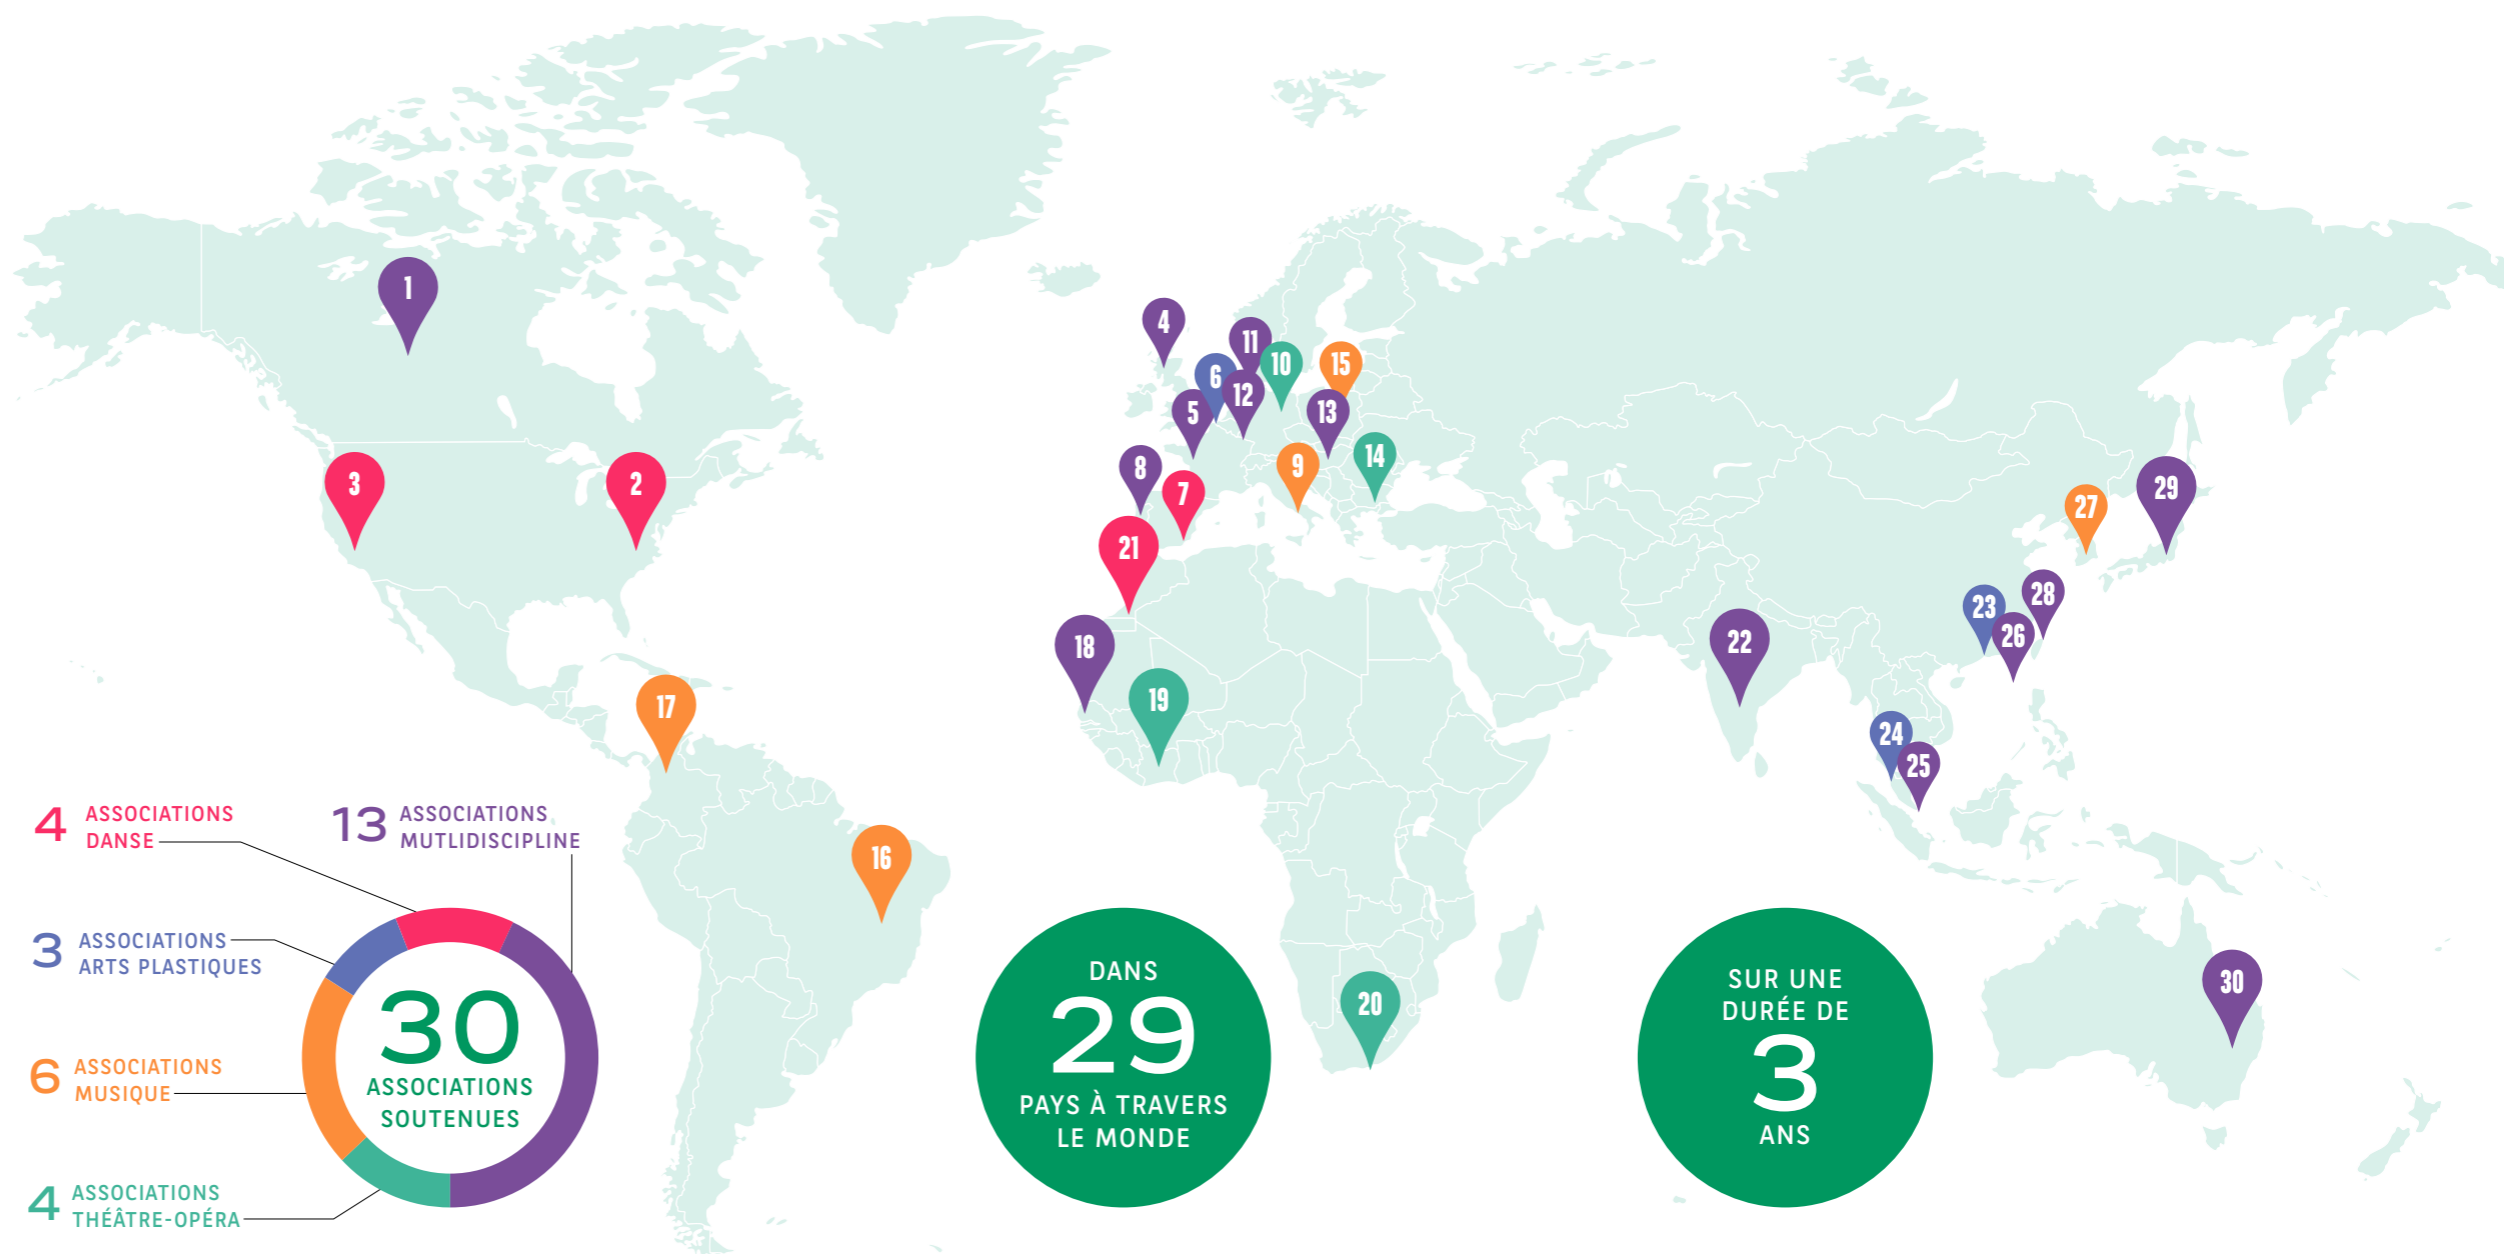 1
4
11
10
15
6
12
5
13
14
9
8
7
3
2
21
29
27
28
23
26
22
18
19
17
24
25
16
20
30
4 ASSOCIATIONS
DANSE
13 ASSOCIATIONS
MUTLIDISCIPLINE
3 ASSOCIATIONS
ARTS PLASTIQUES
6 ASSOCIATIONS
MUSIQUE
4 ASSOCIATIONS
THÉÂTRE-OPÉRA
30
ASSOCIATIONS
SOUTENUES
DANS
29
PAYS À TRAVERS
LE MONDE
SUR UNE
DURÉE DE
3
ANS